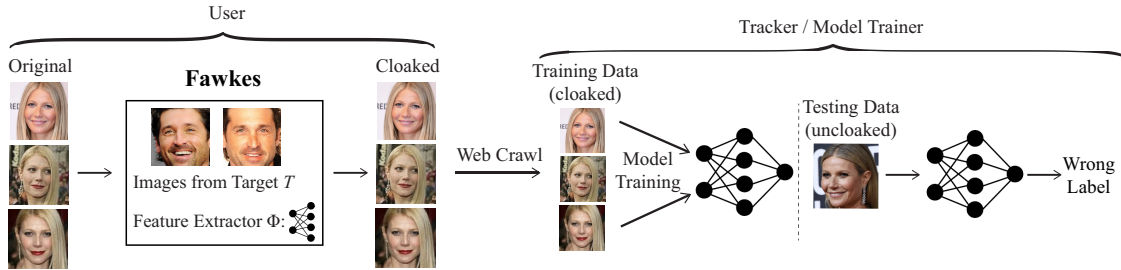 User
Original
Fawkes
Cloaked
Images from Target T
Feature Extractor Φ:
Web Crawl
Tracker / Model Trainer
Training Data
(cloaked)
Model
Training
Testing Data
(uncloaked)
Wrong
Label